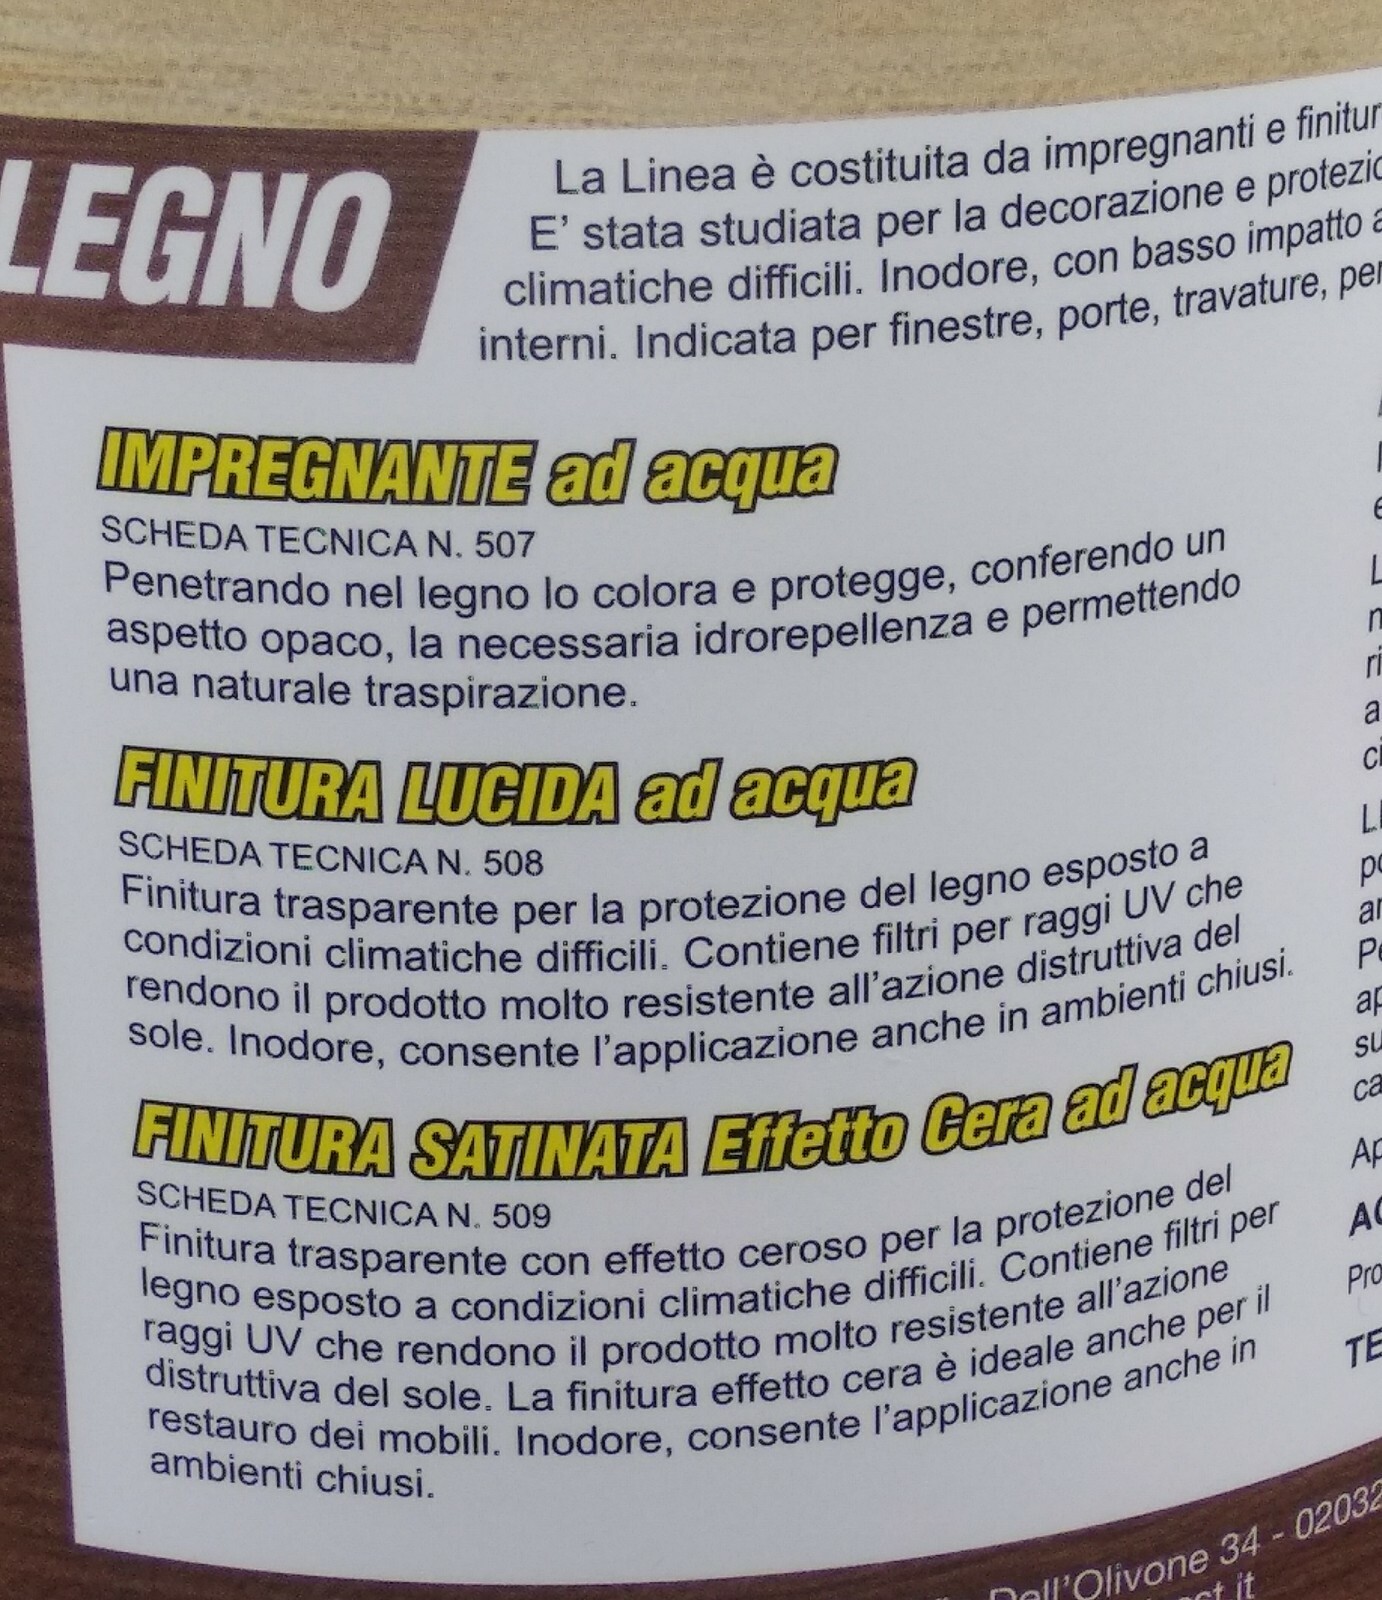 LEGNO
La Linea è costituita da impregnanti e
E' stata studiata per la decorazione e
climatiche difficili. Inodore, con basso impatto
interni. Indicata per finestre, porte, travature,
IMPREGNANTE ad acqua
SCHEDA TECNICA N. 507
Penetrando nel legno lo colora e protegge, conferendo un
aspetto opaco, la necessaria idrorepellenza e permettendo
una naturale traspirazione.
FINITURA LUCIDA ad acqua
SCHEDA TECNICA N. 508
Finitura trasparente per la protezione del legno esposto a
condizioni climatiche difficili. Contiene filtri per raggi UV che
rendono il prodotto molto resistente all'azione distruttiva del
sole. Inodore, consente l'applicazione anche in ambienti chiusi.
FINITURA SATINATA Effetto Cera ad acqua
SCHEDA TECNICA N. 509
Finitura trasparente con effetto ceroso per la protezione del
legno esposto a condizioni climatiche difficili. Contiene filtri per
raggi UV che rendono il prodotto molto resistente all'azione
distruttiva del sole. La finitura effetto cera è ideale anche per il
restauro dei mobili. Inodore, consente l'applicazione anche in
ambienti chiusi.
Dell'Olivone 34 - 02032